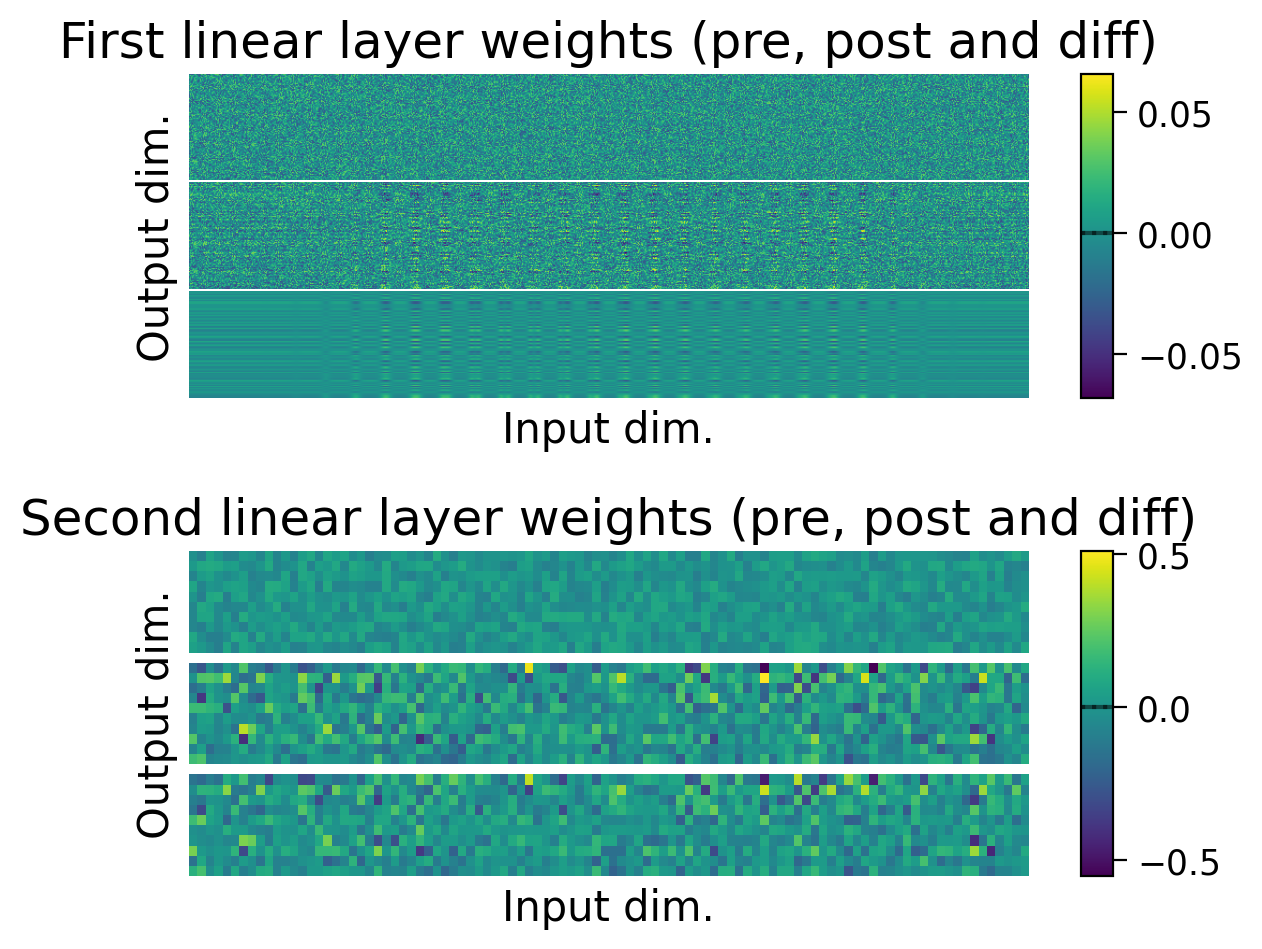 First linear layer weights (pre, post and diff)
Output dim.
0.05
0.00
−0.05
Input dim.
Second linear layer weights (pre, post and diff)
Output dim.
0.5
0.0
−0.5
Input dim.